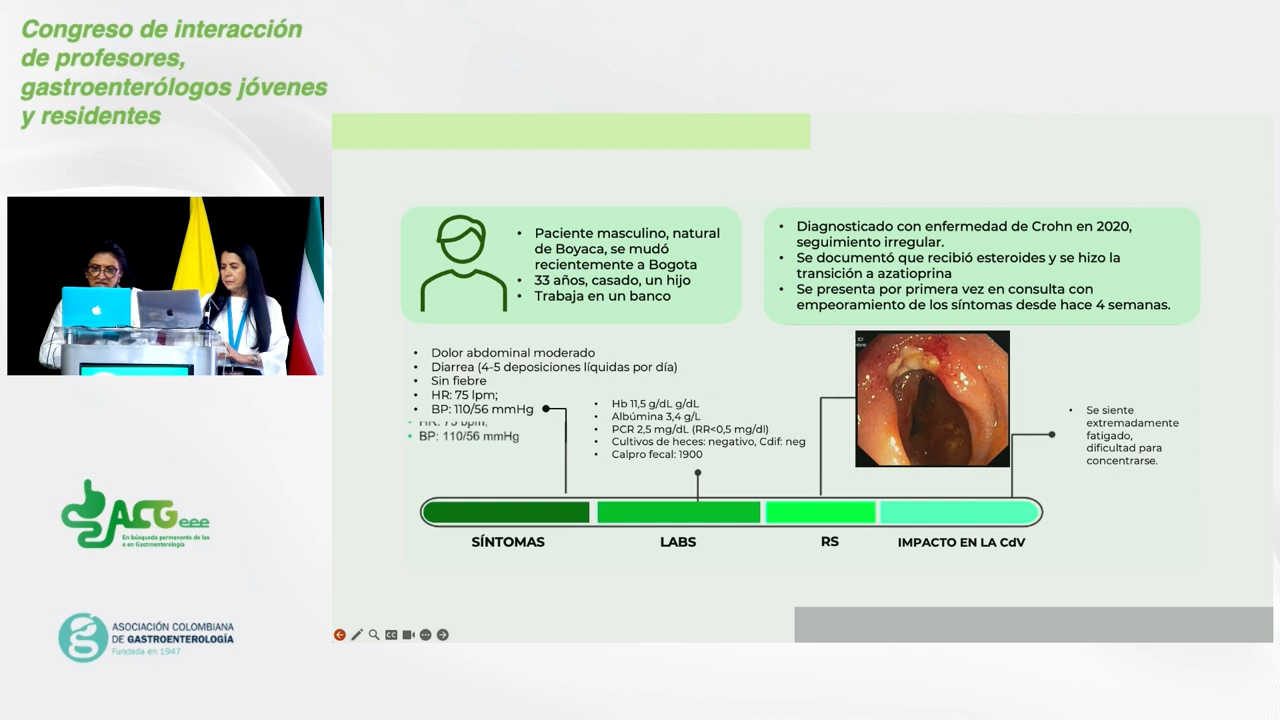 Congreso de interacción
de profesores,
gastroenterólogos jóvenes
y residentes
• Paciente masculino, natural
de Boyaca, se mudó
recientemente a Bogota
• 33 años, casado, un hijo
• Trabaja en un banco
• Diagnosticado con enfermedad de Crohn en 2020,
seguimiento irregular.
• Se documentó que recibió esteroides y se hizo la
transición a azatioprina
• Se presenta por primera vez en consulta con
empeoramiento de los síntomas desde hace 4 semanas.
• Dolor abdominal moderado
• Diarrea (4-5 deposiciones líquidas por día)
• Sin fiebre
• HR: 75 lpm;
• BP: 110/56 mmHg
• HR: 75 bpm;
• BP: 110/56 mmHg
• Hb 11,5 g/dL g/dL
• Albúmina 3,4 g/L
• PCR 2,5 mg/dL (RR<0,5 mg/dl)
• Cultivos de heces: negativo, Cdif: neg
• Calpro fecal: 1900
• Se siente
extremadamente
fatigado,
dificultad para
concentrarse.
SÍNTOMAS
LABS
RS
IMPACTO EN LA CdV
ACGeee
En búsqueda permanente de las
e en Gastroenterología
ASOCIACIÓN COLOMBIANA
DE GASTROENTEROLOGÍA
Fundada en 1947
CC